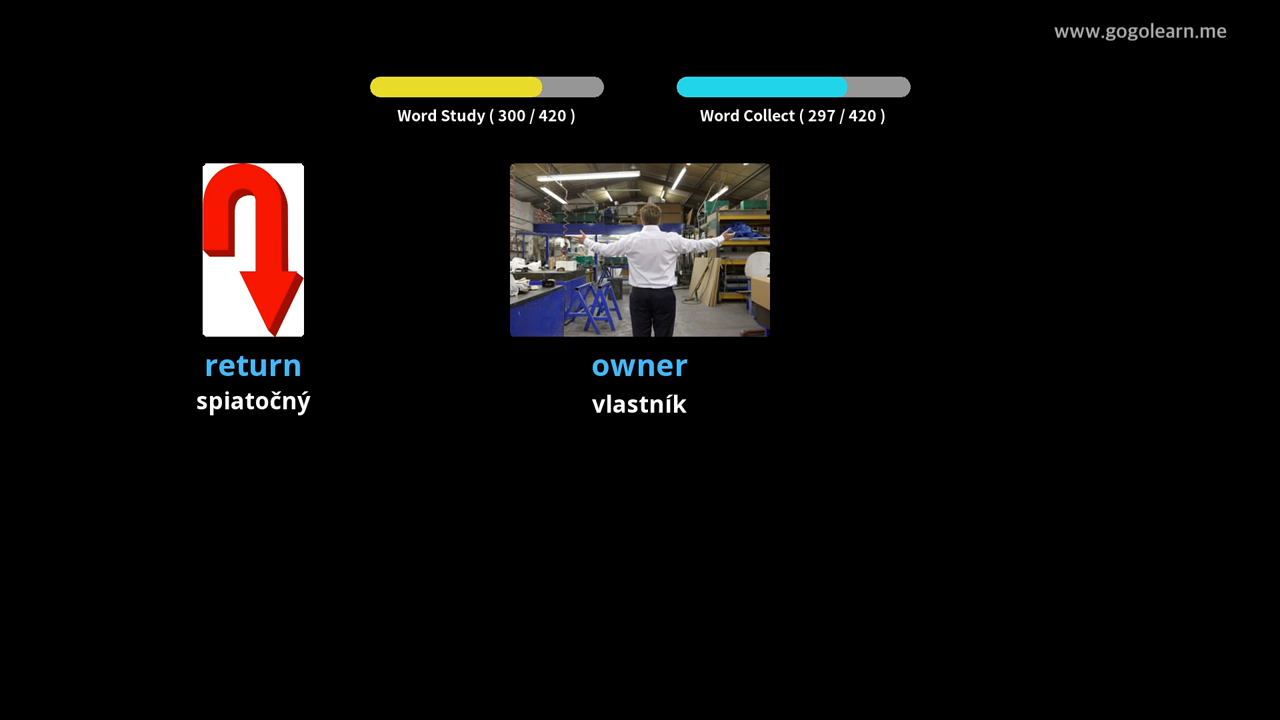 www.gogolearn.me
Word Study ( 300 / 420 )
Word Collect ( 297 / 420 )
return
spiatočný
owner
vlastník